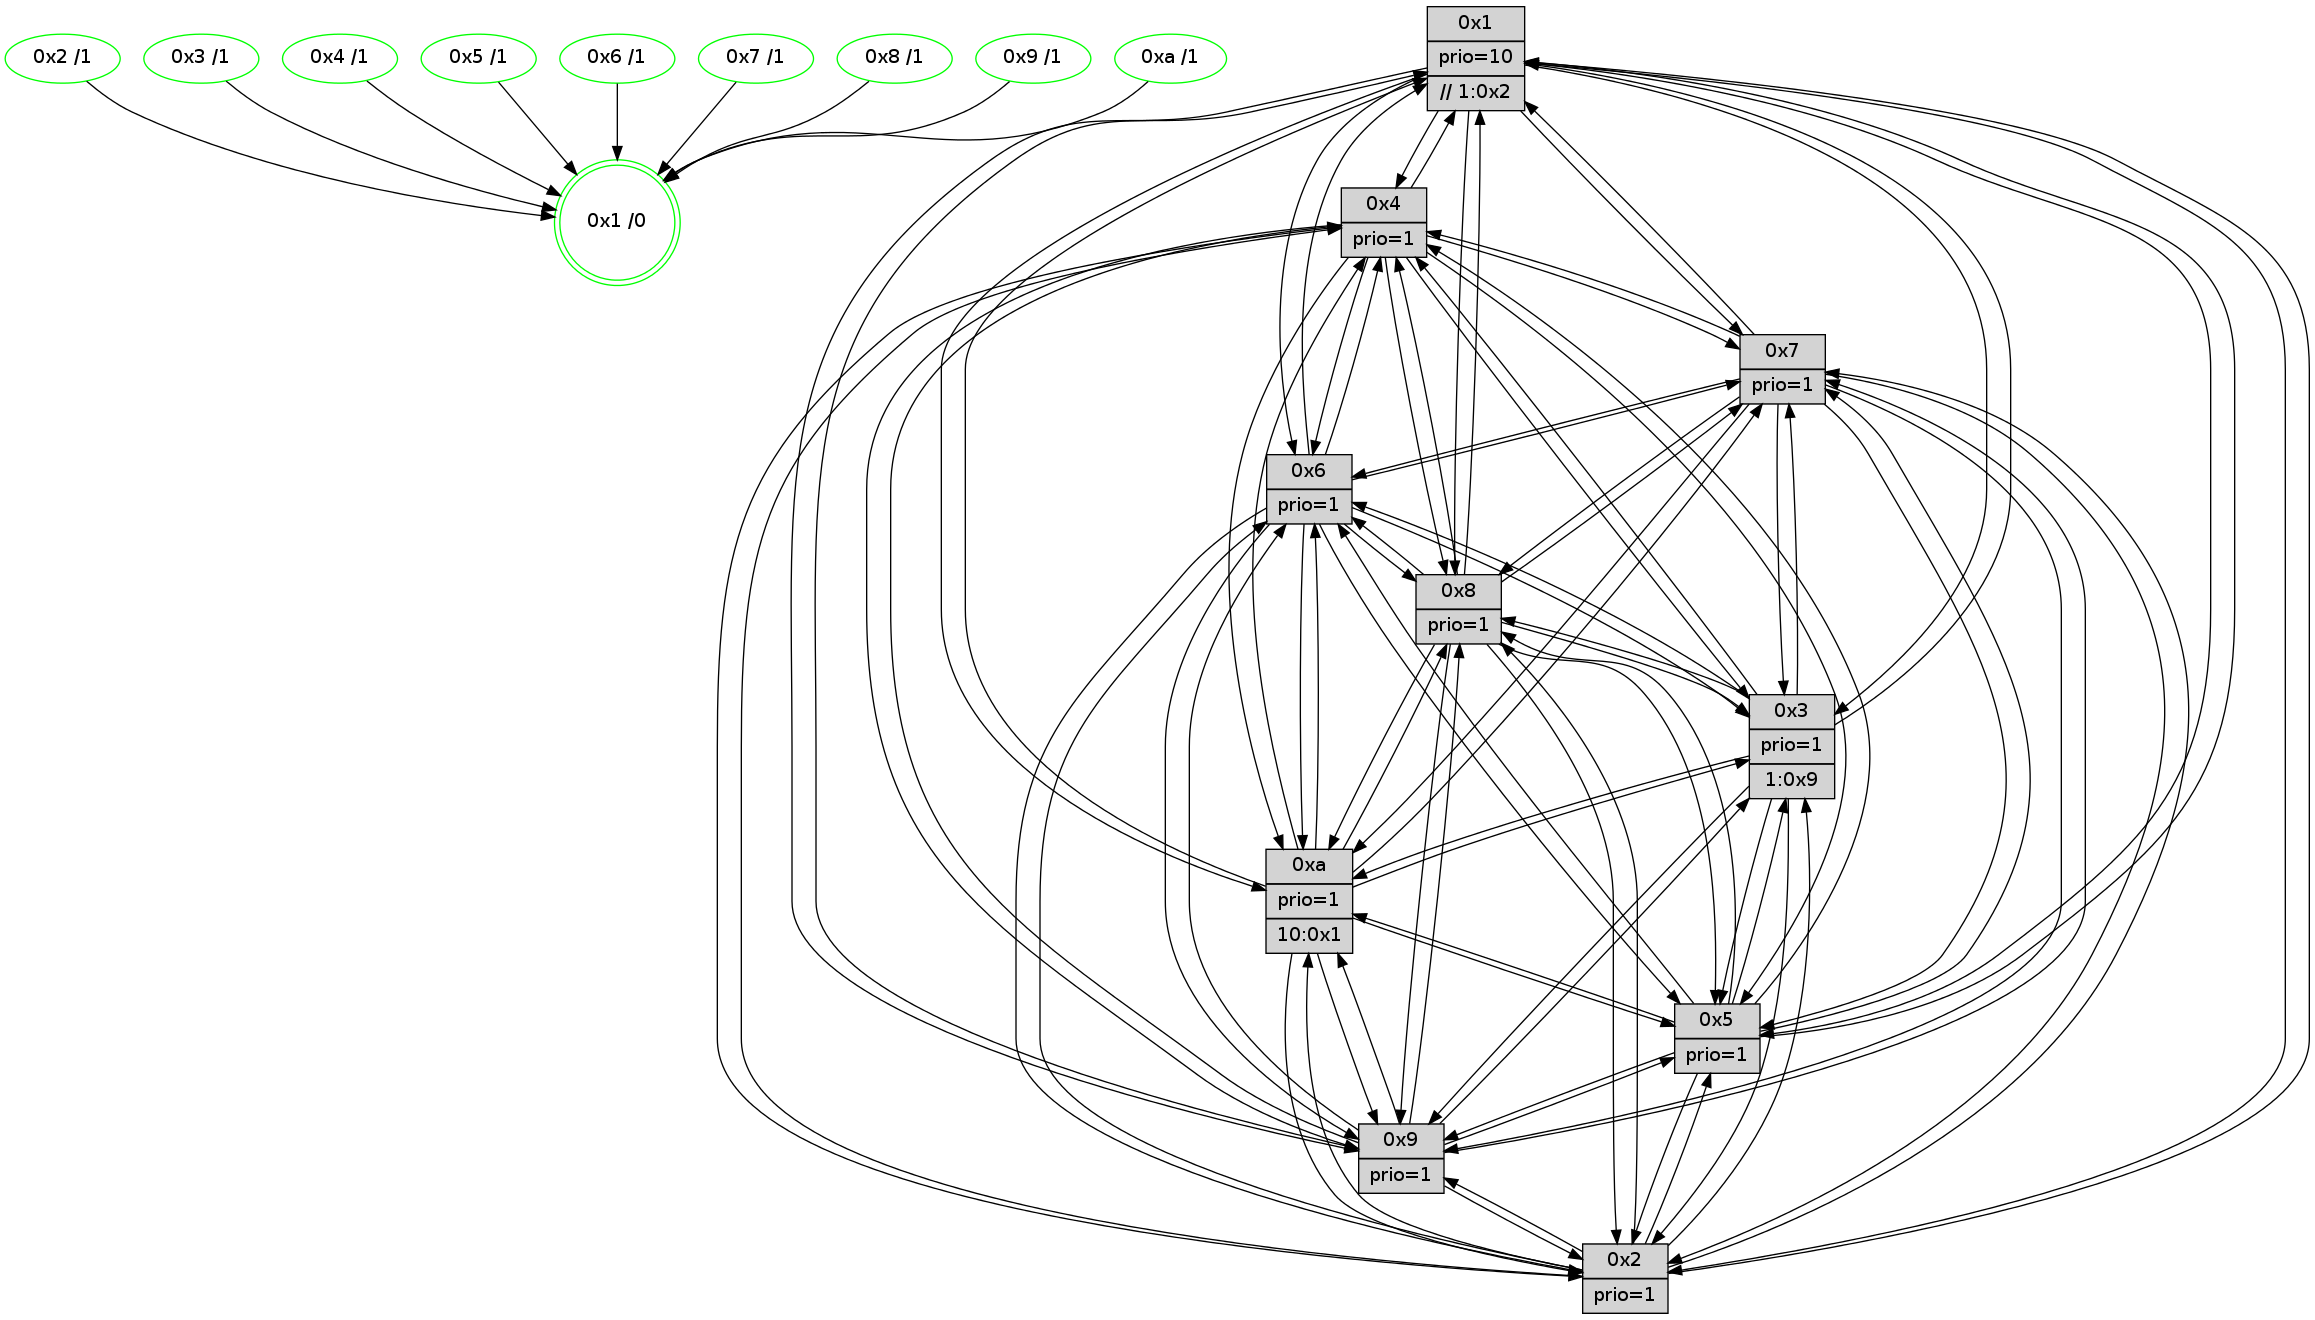 0x2 /1
0x3 /1
0x4 /1
0x5 /1
0x6 /1
0x7 /1
0x8 /1
0x9 /1
0xa /1
0x1 /0
0x1
prio=10
// 1:0x2
0x4
prio=1
0x7
prio=1
0x6
prio=1
0x8
prio=1
0x3
prio=1
1:0x9
0xa
prio=1
10:0x1
0x5
prio=1
0x9
prio=1
0x2
prio=1